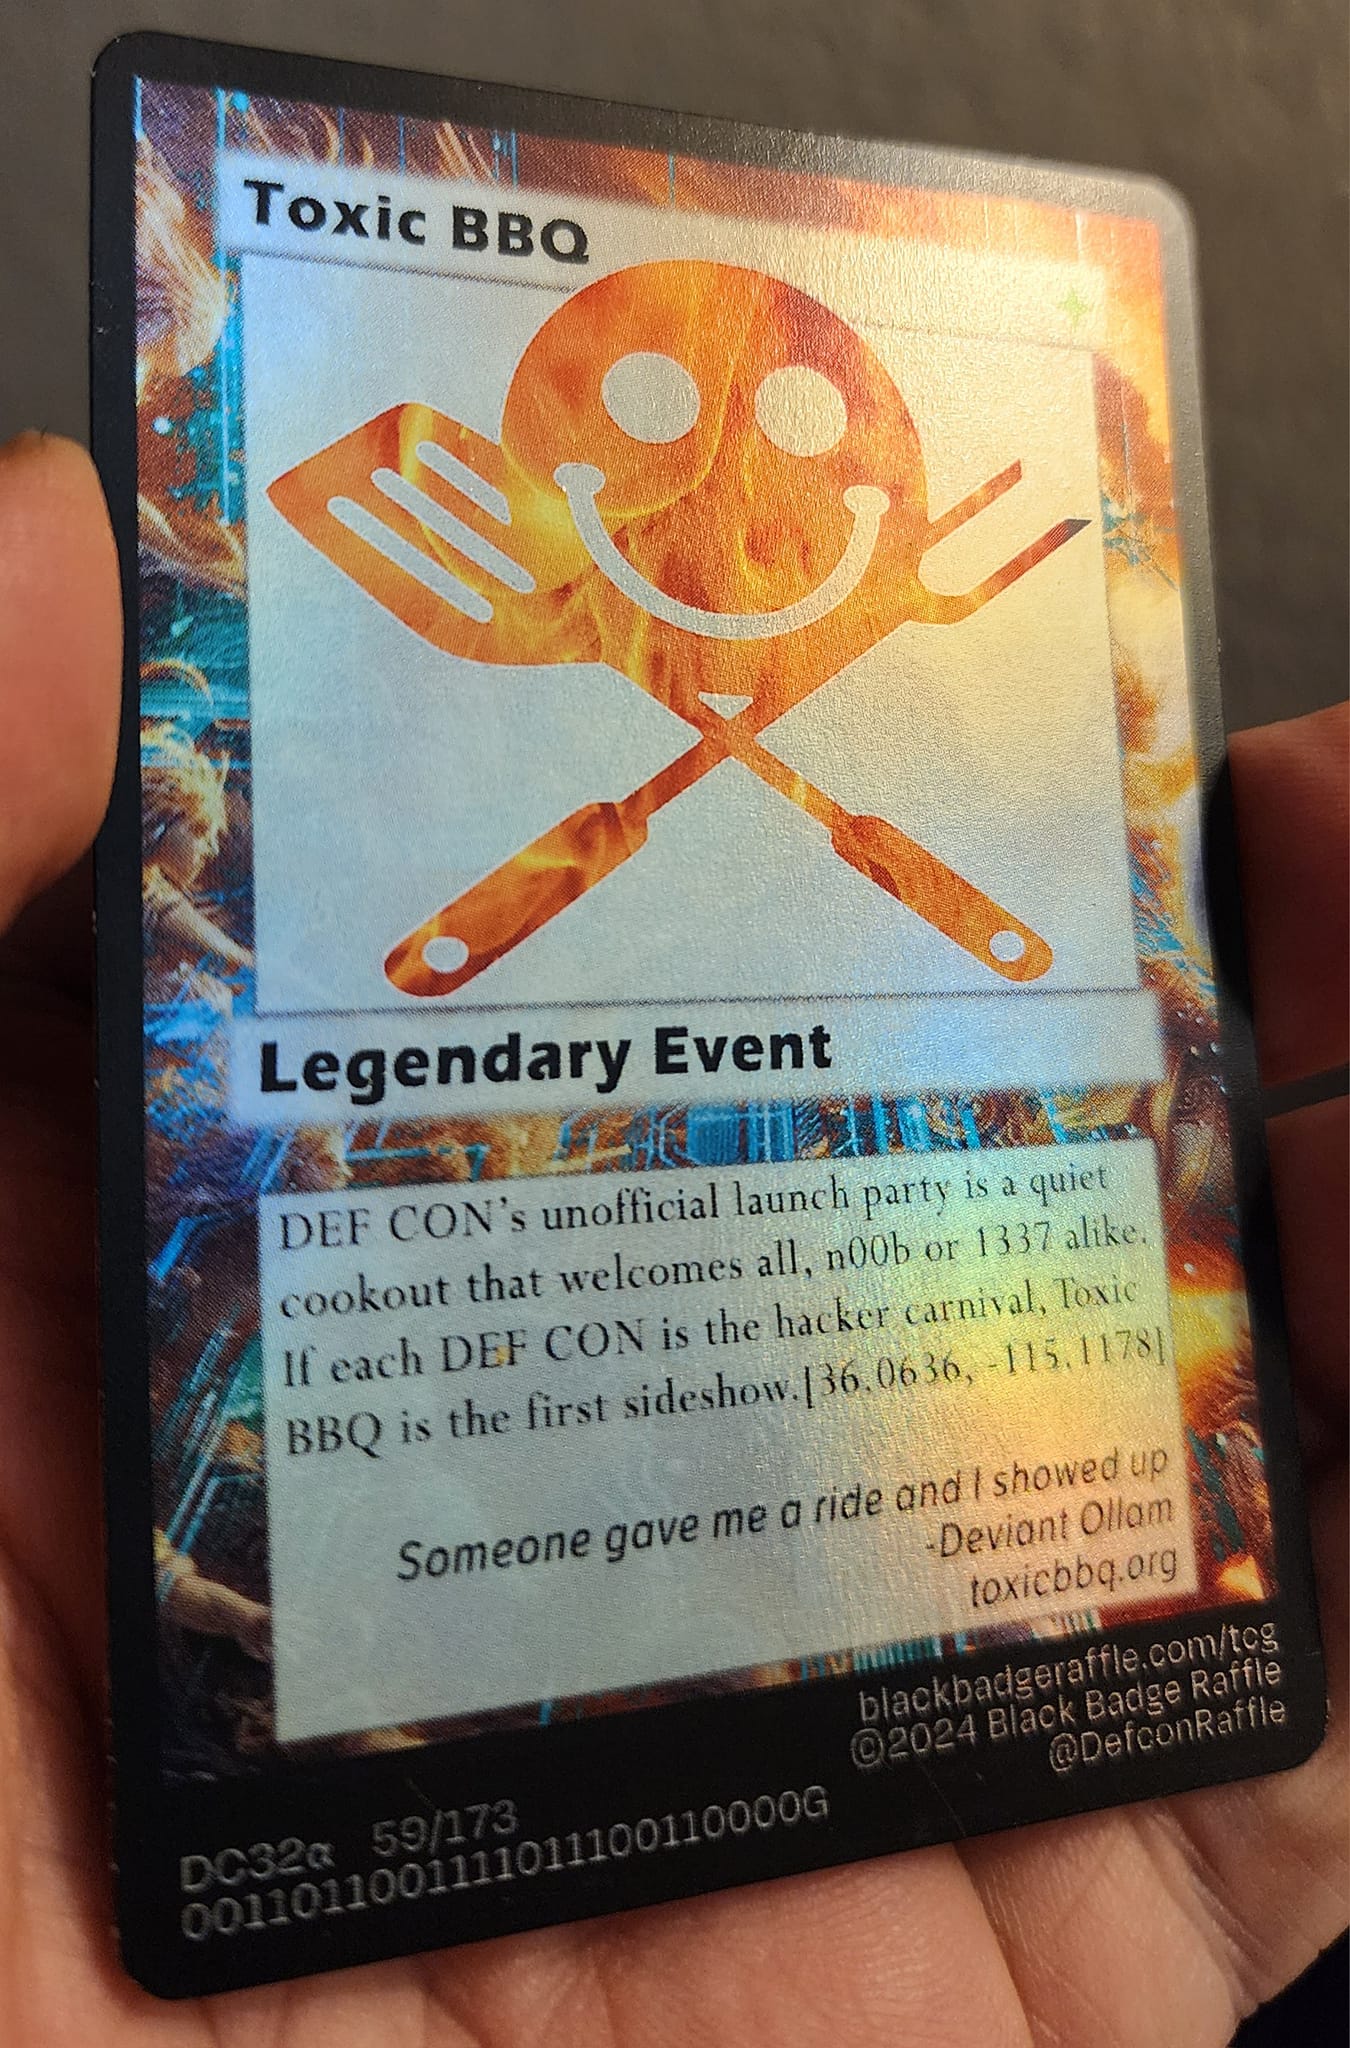 Toxic BBQ
Legendary Event
DEF CON's unofficial launch party is a quiet
cookout that welcomes all, n00b or 1337 alike.
If each DEF CON is the hacker carnival, Toxic
BBQ is the first sideshow.[36.0636, -115.1178]
Someone gave me a ride and I showed up
-Deviant Ollam
toxicbbq.org
blackbadgeraffle.com/tcg
©2024 Black Badge Raffle
@DefconRaffle
DC32α 59/173
00110110011110111100110000G